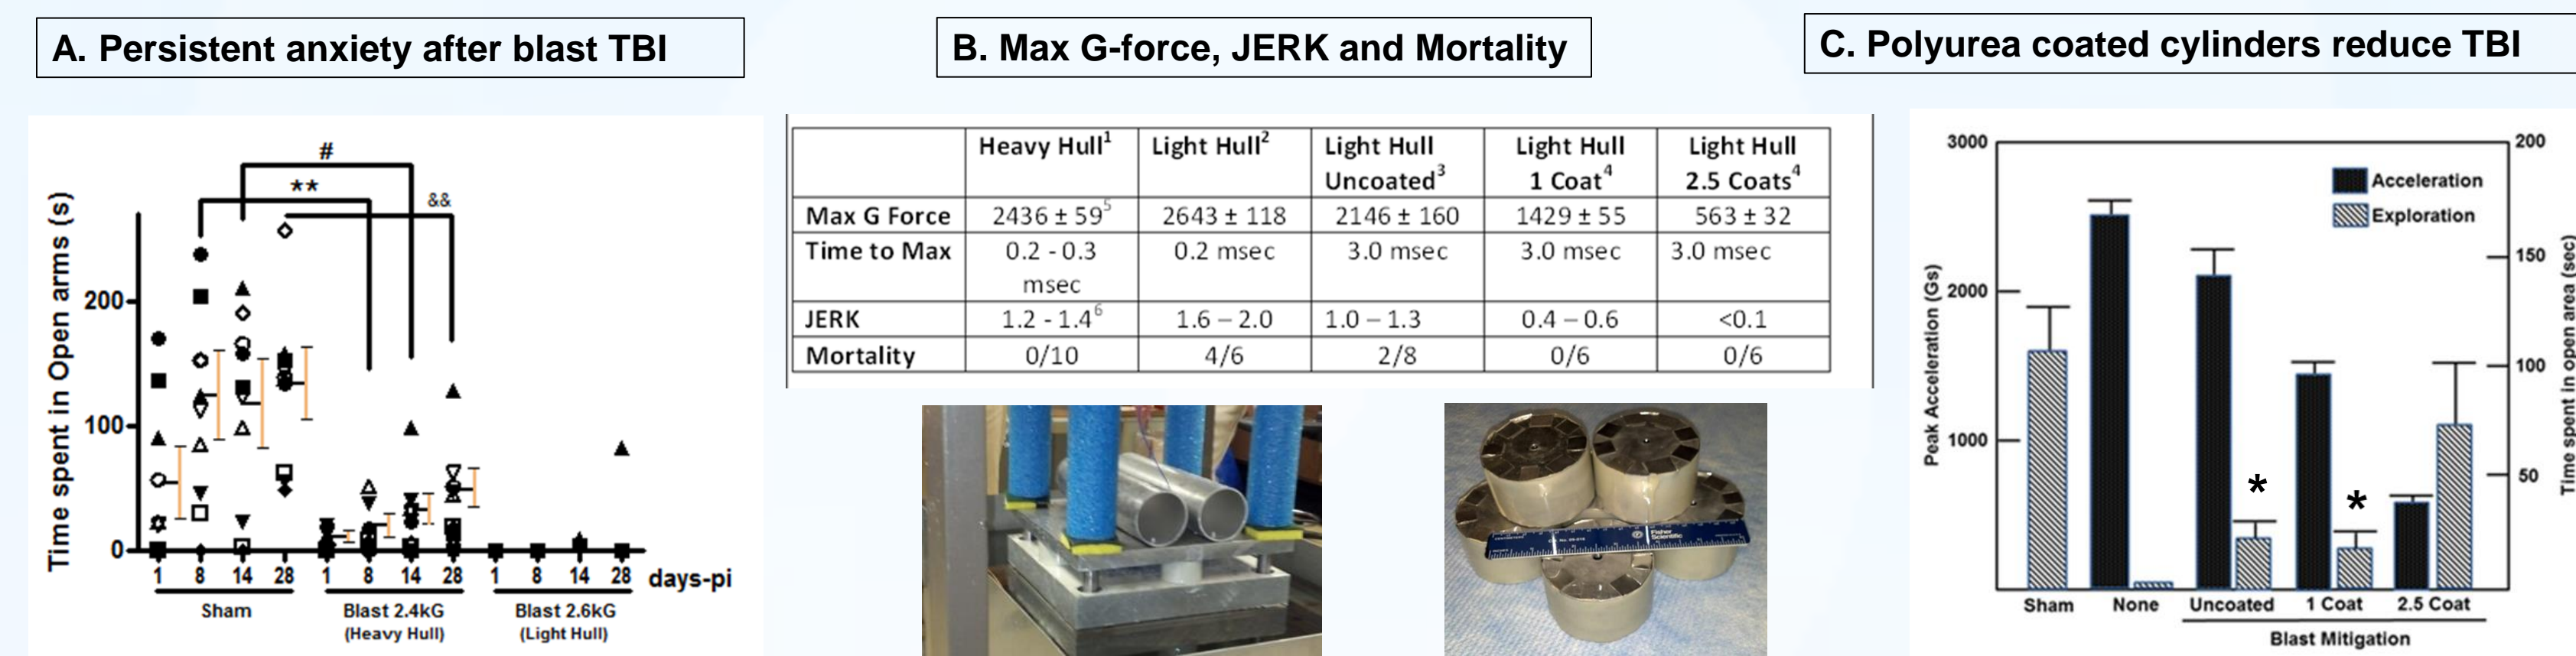 A. Persistent anxiety after blast TBI
B. Max G-force, JERK and Mortality
C. Polyurea coated cylinders reduce TBI
Time spent in Open arms (s)
#
**
&&
200
100
0
1 8 14 28 1 8 14 28 1 8 14 28 days-pi
Sham Blast 2.4kG Blast 2.6kG
(Heavy Hull) (Light Hull)
Heavy Hull¹ Light Hull² Light Hull Light Hull Light Hull
Uncoated³ 1 Coat⁴ 2.5 Coats⁴
Max G Force 2436 ± 59⁵ 2643 ± 118 2146 ± 160 1429 ± 55 563 ± 32
Time to Max 0.2 - 0.3 0.2 msec 3.0 msec 3.0 msec 3.0 msec
msec
JERK 1.2 - 1.4⁶ 1.6 – 2.0 1.0 – 1.3 0.4 – 0.6 <0.1
Mortality 0/10 4/6 2/8 0/6 0/6
Fisher
Scientific
Peak Acceleration (Gs)
3000
2000
1000
Acceleration
Exploration
* *
200
150
100
50
Time spent in open area (sec)
Sham None Uncoated 1 Coat 2.5 Coat
Blast Mitigation